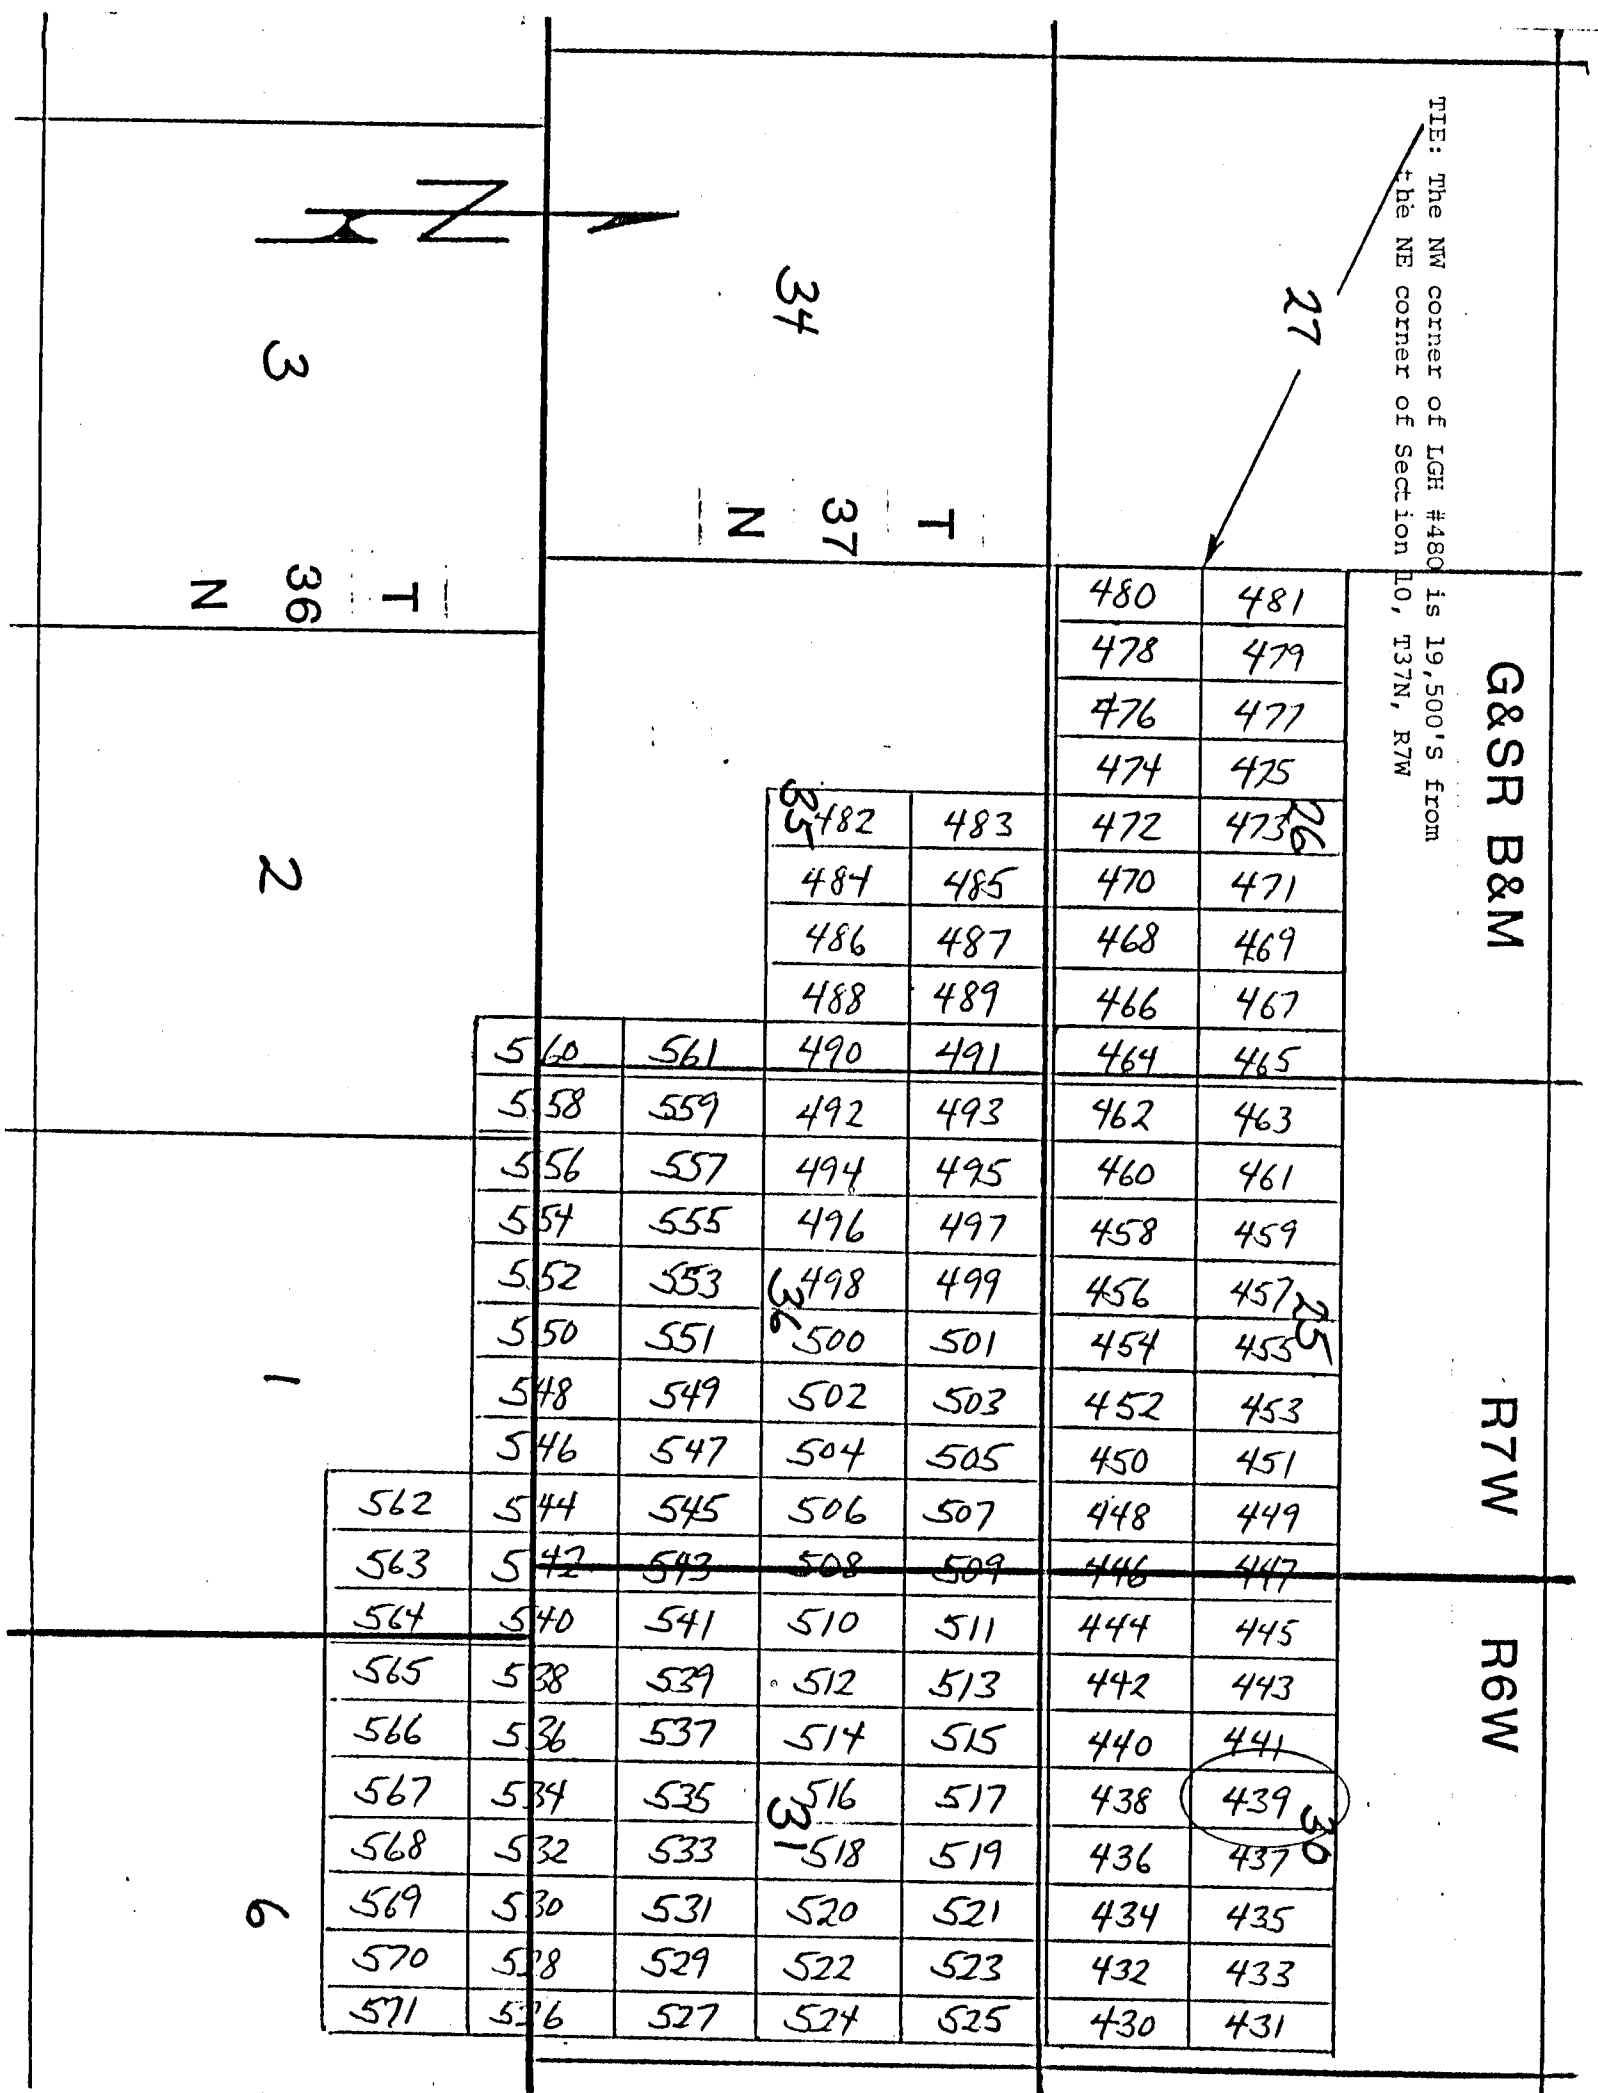 G&SR B&M R7W R6W
TIE: The NW corner of LGH #480 is 19,500'S from
the NE corner of Section 10, T37N, R7W
27
26
25
30
34
35
36
31
T
37
N
T
36
N
N
3
2
1
6
480 481
478 479
476 477
474 475
482 483 472 473
484 485 470 471
486 487 468 469
488 489 466 467
560 561 490 491 464 465
558 559 492 493 462 463
556 557 494 495 460 461
554 555 496 497 458 459
552 553 498 499 456 457
550 551 500 501 454 455
548 549 502 503 452 453
546 547 504 505 450 451
562 544 545 506 507 448 449
563 542 543 508 509 446 447
564 540 541 510 511 444 445
565 538 539 512 513 442 443
566 536 537 514 515 440 441
567 534 535 516 517 438 439
568 532 533 518 519 436 437
569 530 531 520 521 434 435
570 528 529 522 523 432 433
571 526 527 524 525 430 431